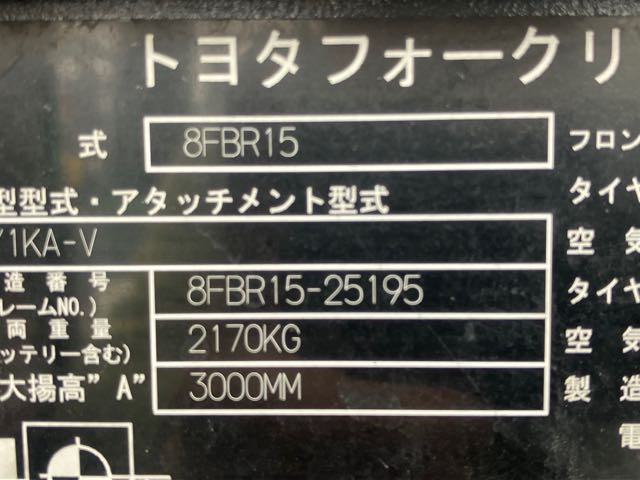 トヨタフォークリ
式 8FBR15 フロン
型型式・アタッチメント型式 タイヤ
Y1KA-V 空気
造番号 8FBR15-25195 タイヤ
レームNO.)
両重量 2170KG 空気
ッテリー含む)
大揚高"A" 3000MM 製造
電